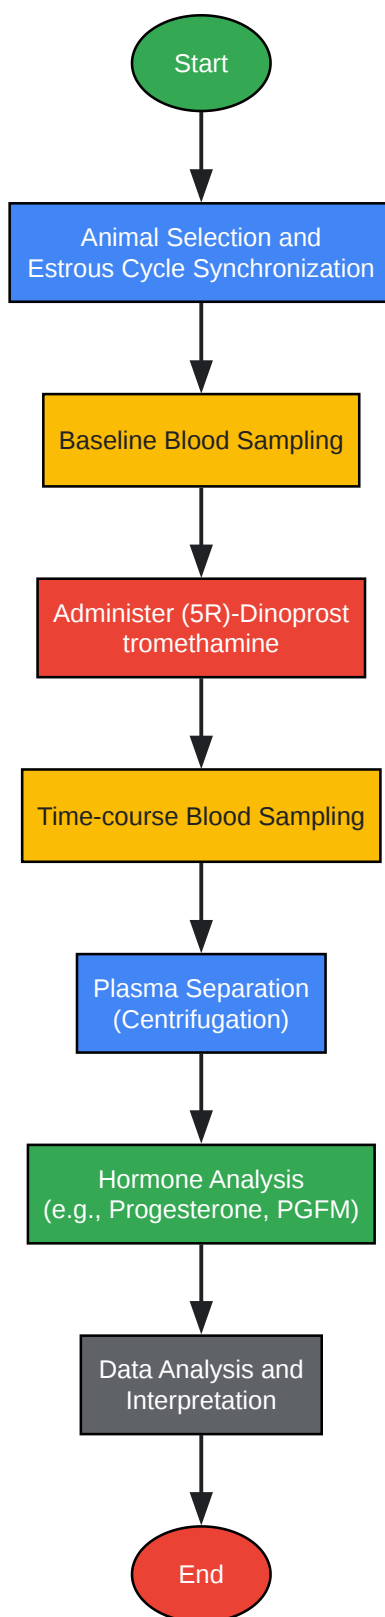 Start
Animal Selection and
Estrous Cycle Synchronization
Baseline Blood Sampling
Administer (5R)-Dinoprost
tromethamine
Time-course Blood Sampling
Plasma Separation
(Centrifugation)
Hormone Analysis
(e.g., Progesterone, PGFM)
Data Analysis and
Interpretation
End